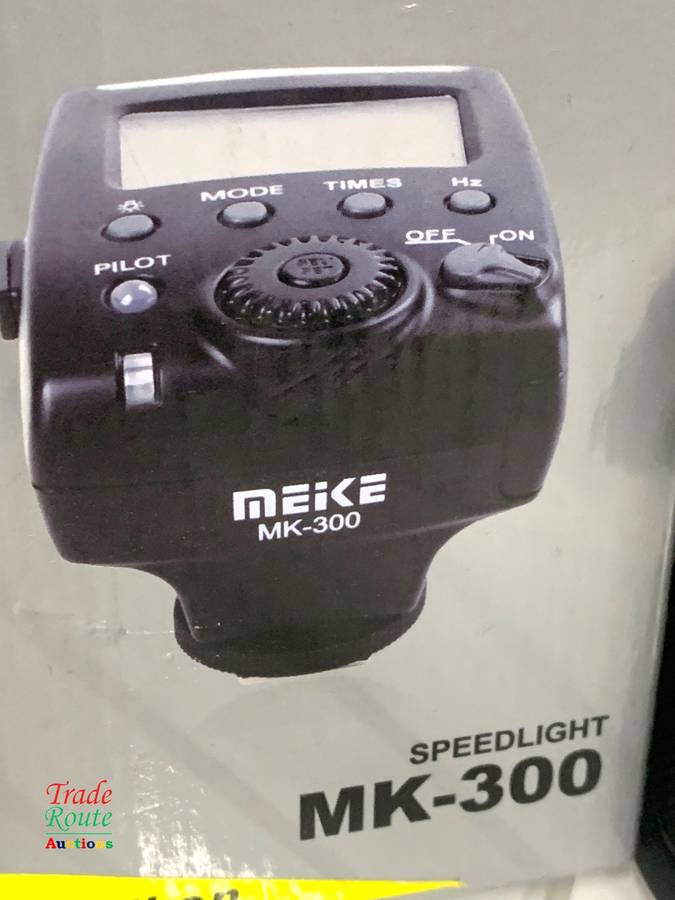 MODE
TIMES
Hz
OFF
ON
PILOT
MEIKE
MK-300
SPEEDLIGHT
MK-300
Trade
Route
Auctions